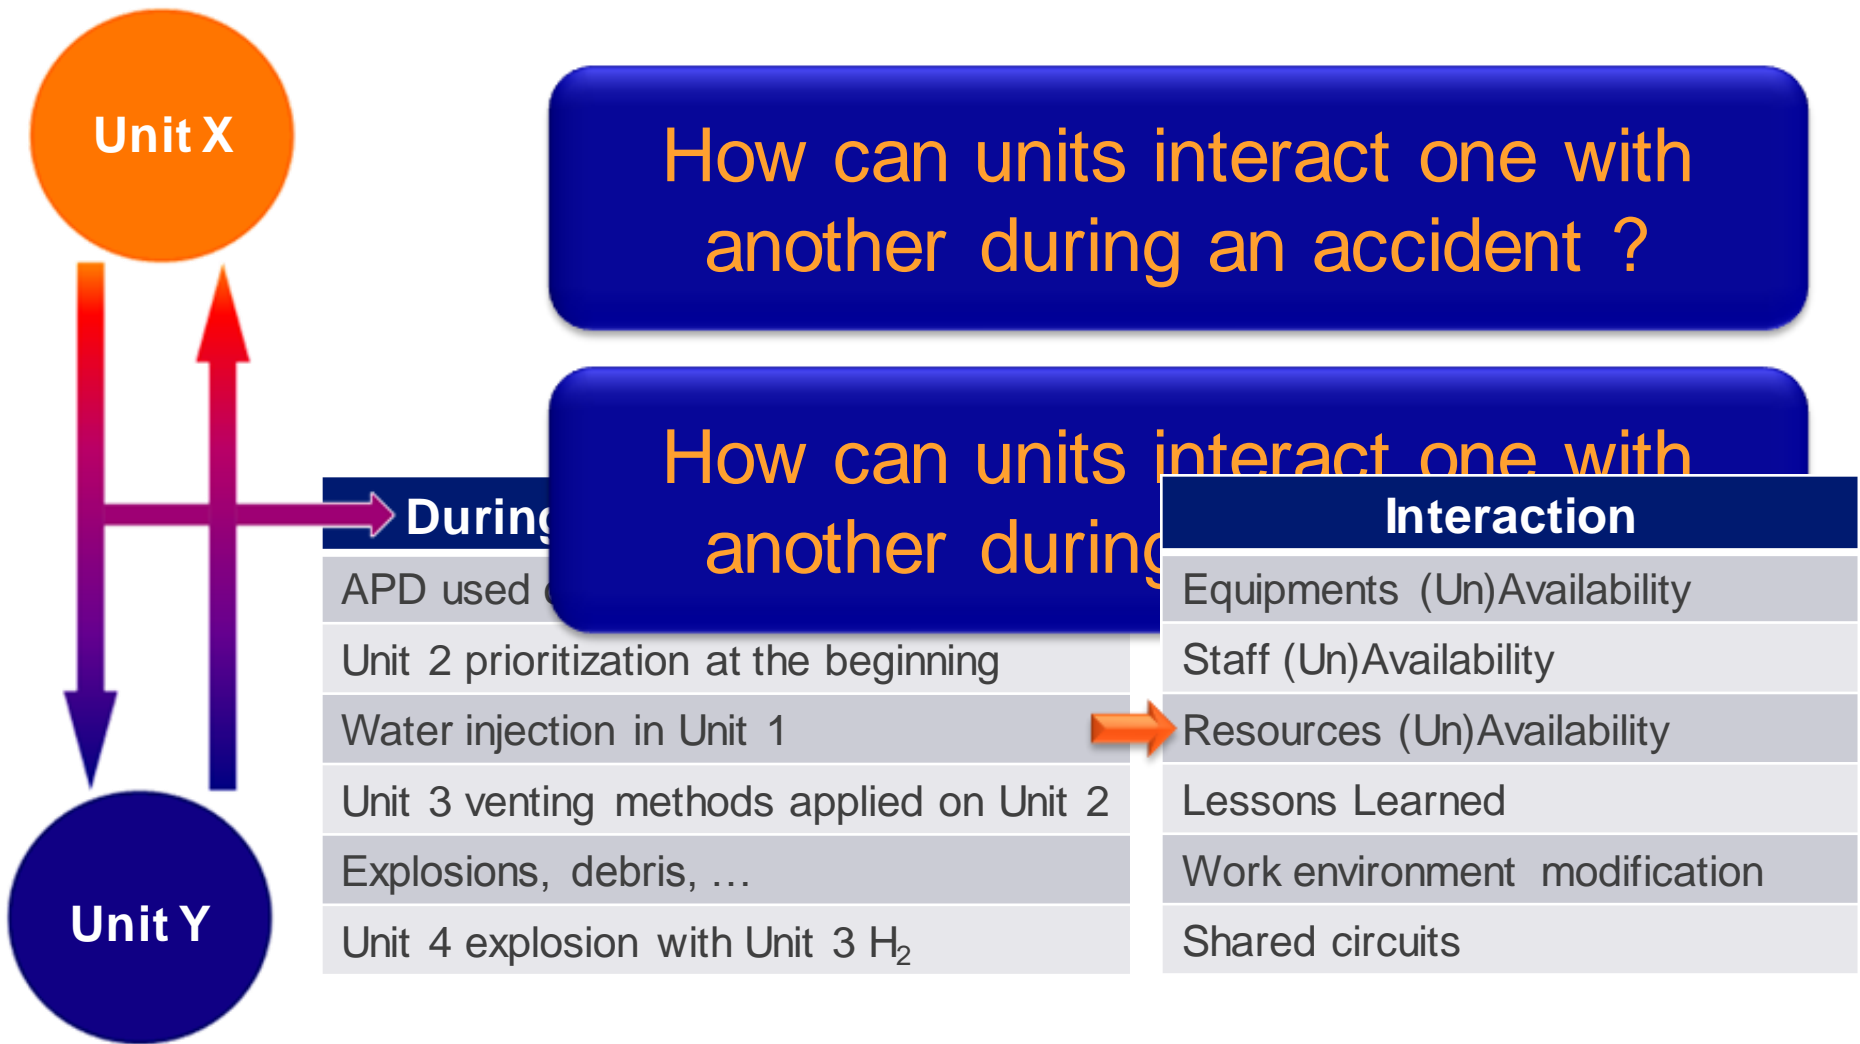 Unit X
How can units interact one with
another during an accident ?
How can units interact one with
another during
During
Interaction
APD used
Equipments (Un)Availability
Unit 2 prioritization at the beginning
Staff (Un)Availability
Water injection in Unit 1
Resources (Un)Availability
Unit 3 venting methods applied on Unit 2
Lessons Learned
Explosions, debris, …
Work environment modification
Unit 4 explosion with Unit 3 H₂
Shared circuits
Unit Y